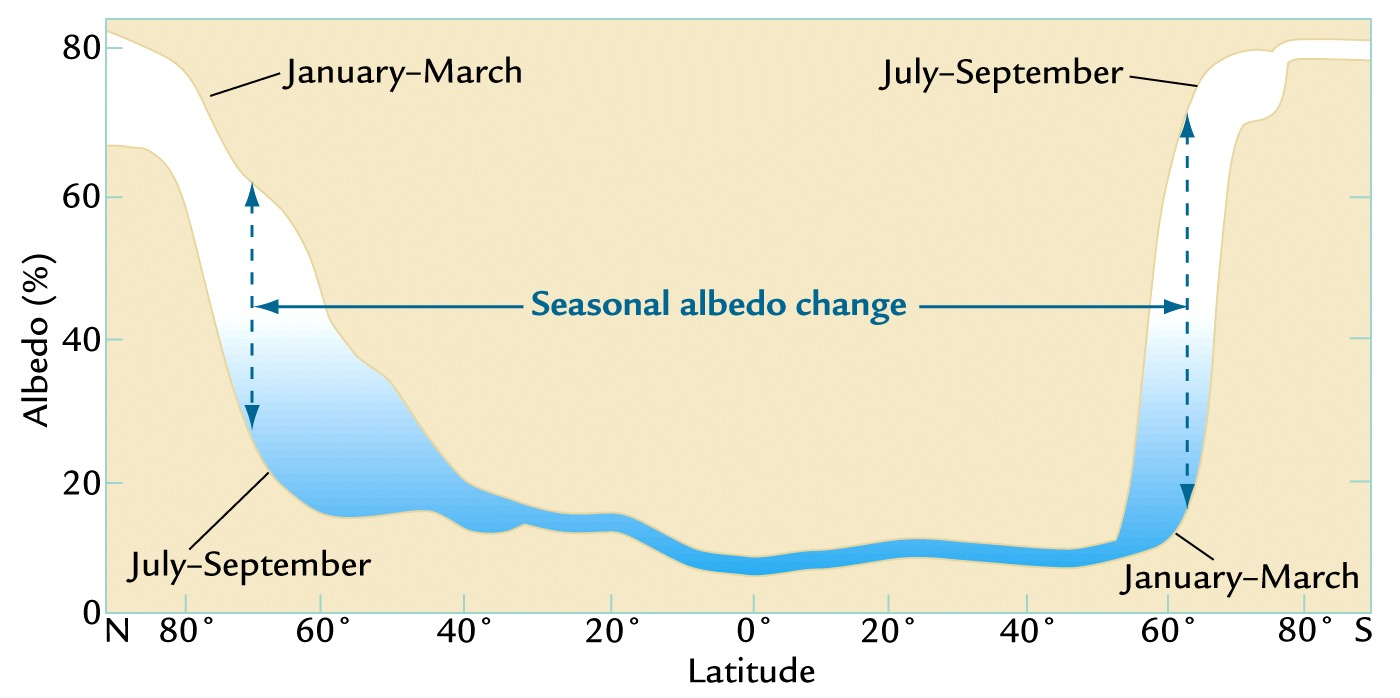 80
January–March
July–September
60
Albedo (%)
Seasonal albedo change
40
20
July–September
January–March
0
N 80° 60° 40° 20° 0° 20° 40° 60° 80° S
Latitude